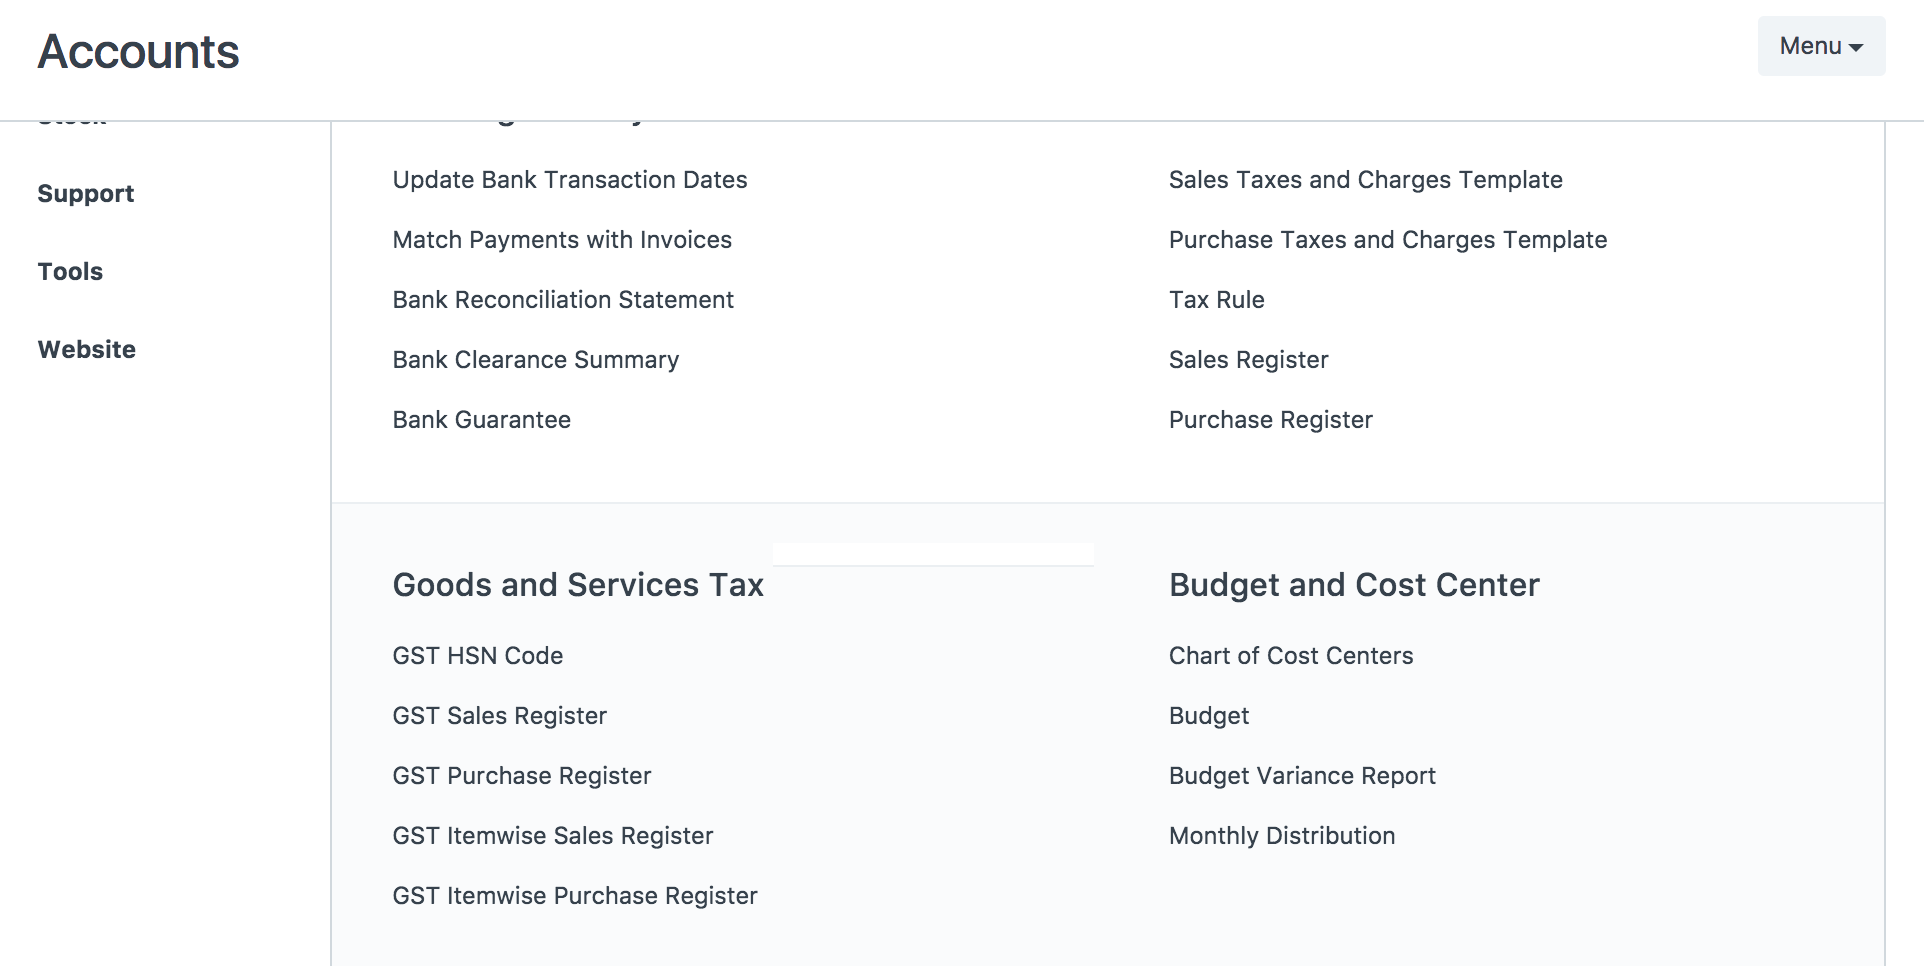 Accounts
Menu
Support
Tools
Website
Update Bank Transaction Dates
Match Payments with Invoices
Bank Reconciliation Statement
Bank Clearance Summary
Bank Guarantee
Sales Taxes and Charges Template
Purchase Taxes and Charges Template
Tax Rule
Sales Register
Purchase Register
Goods and Services Tax
GST HSN Code
GST Sales Register
GST Purchase Register
GST Itemwise Sales Register
GST Itemwise Purchase Register
Budget and Cost Center
Chart of Cost Centers
Budget
Budget Variance Report
Monthly Distribution